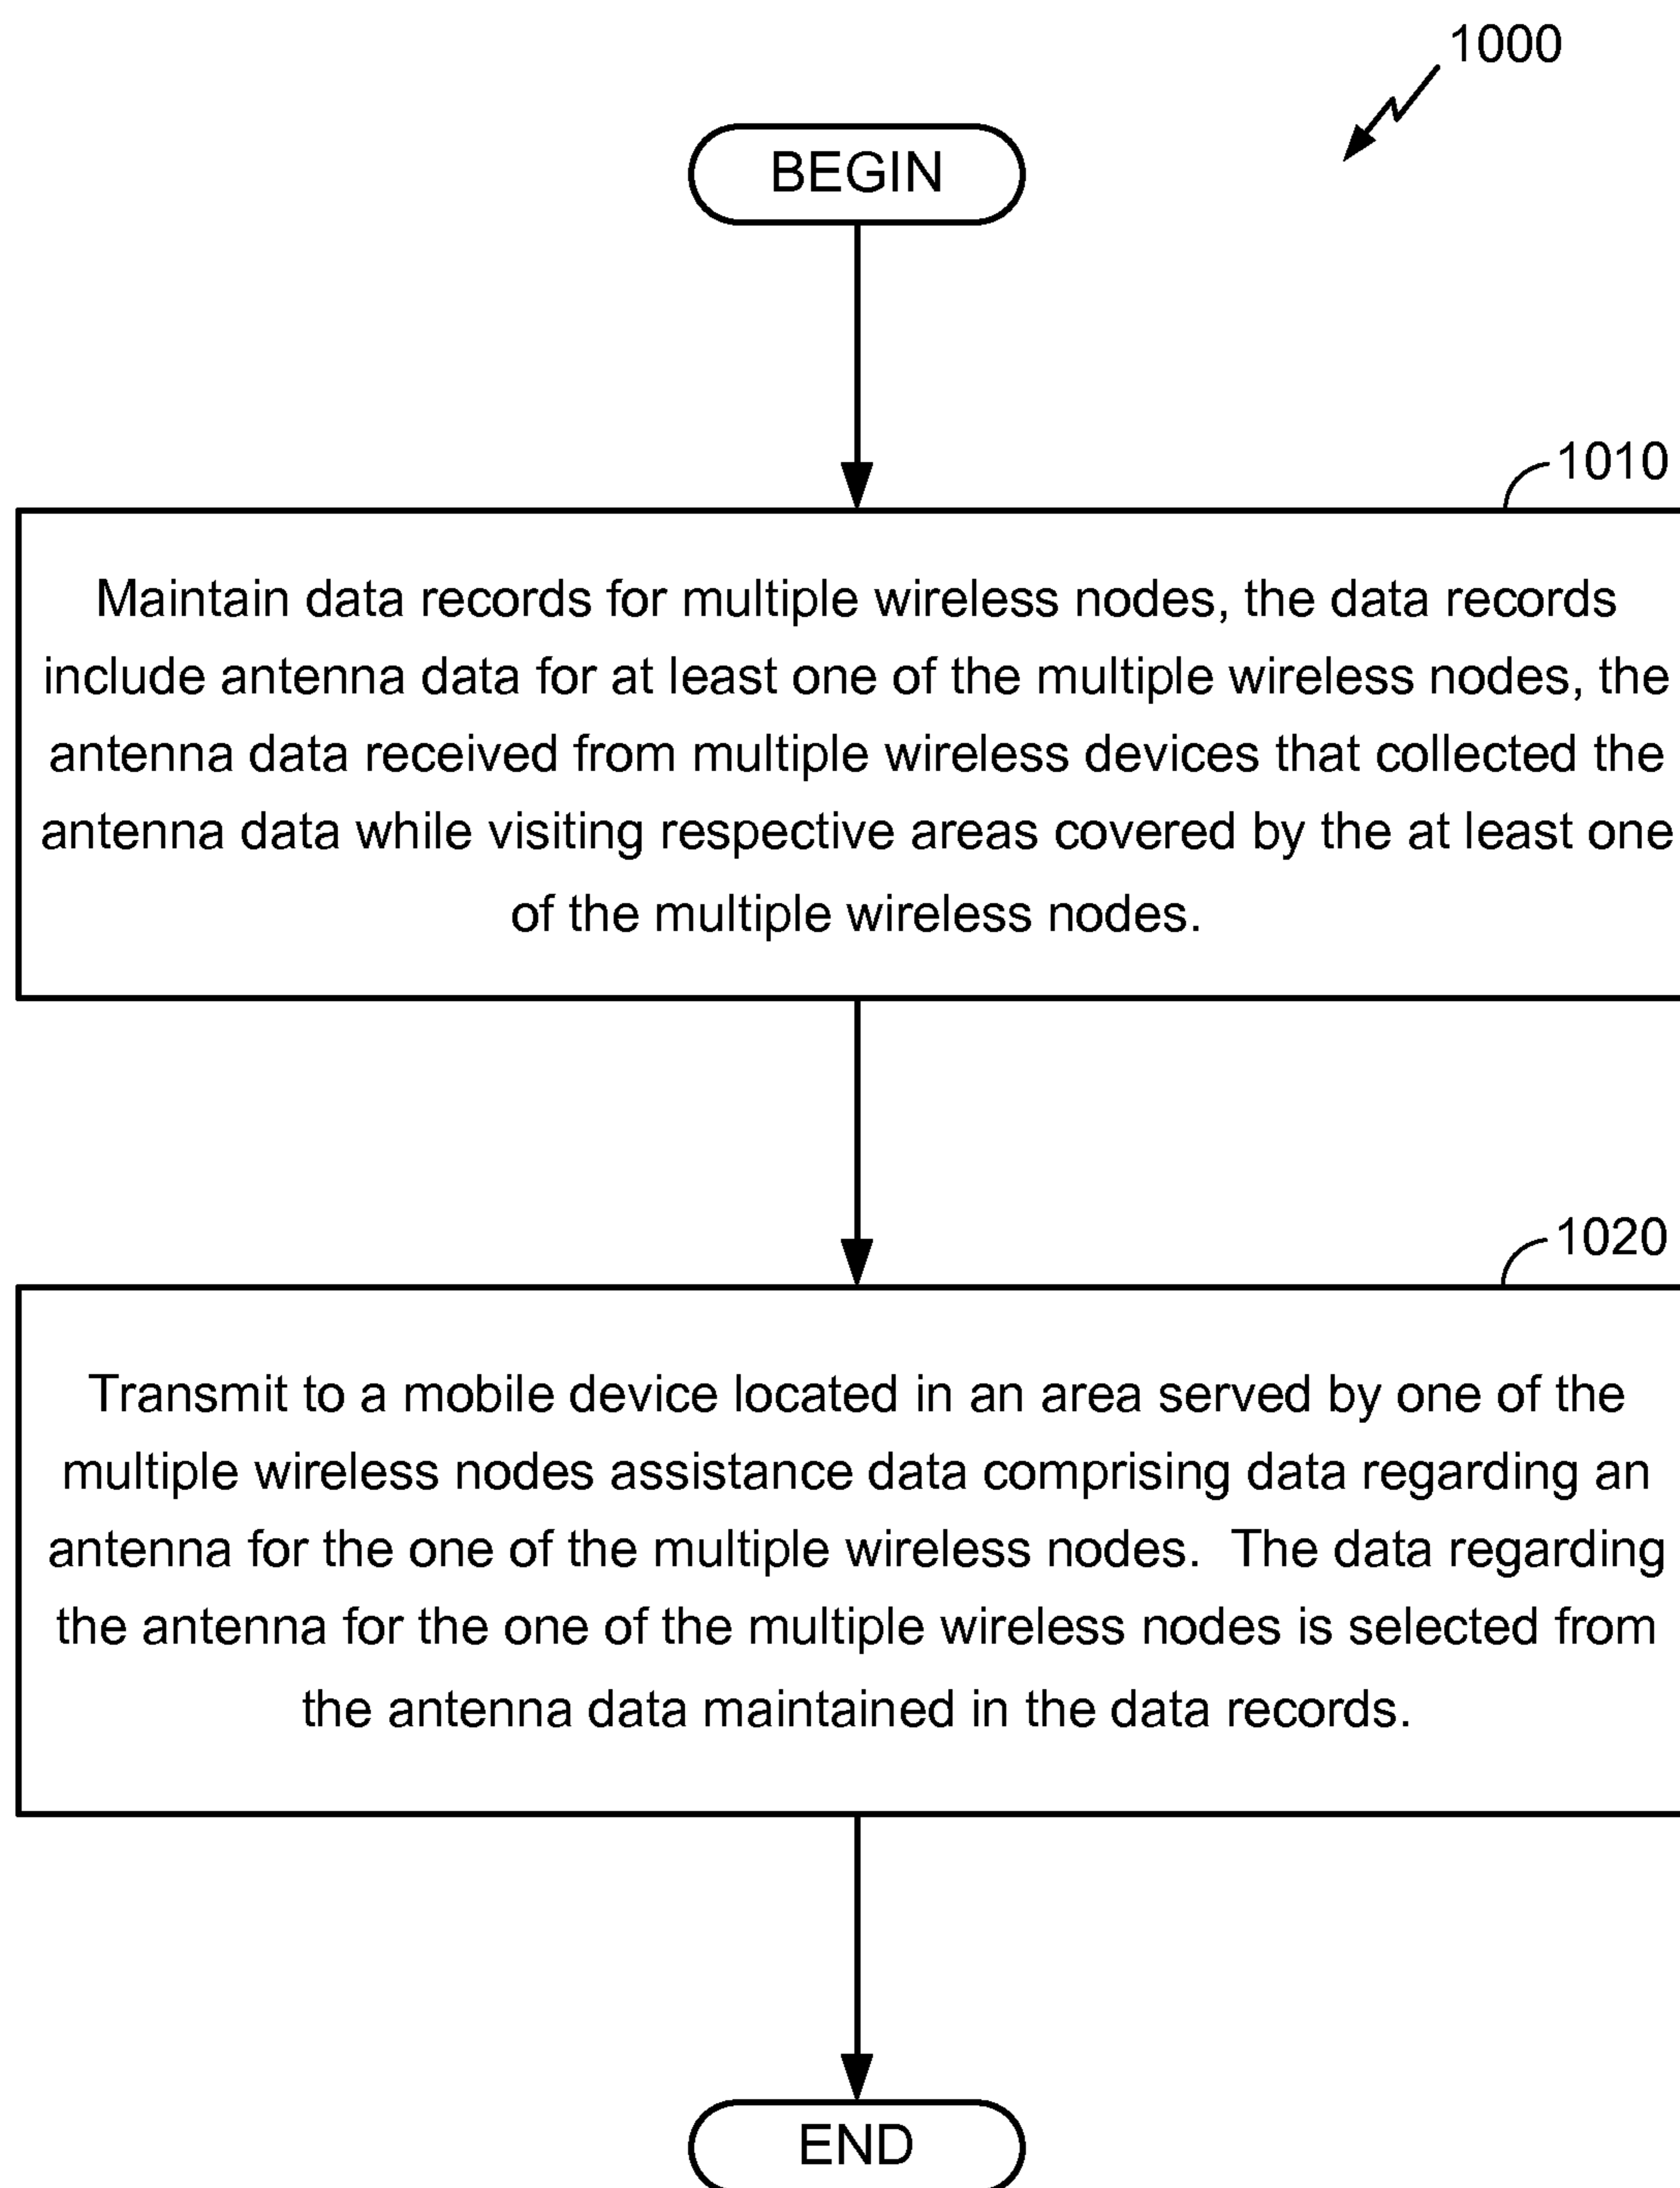 1000
BEGIN
1010
Maintain data records for multiple wireless nodes, the data records
include antenna data for at least one of the multiple wireless nodes, the
antenna data received from multiple wireless devices that collected the
antenna data while visiting respective areas covered by the at least one
of the multiple wireless nodes.
1020
Transmit to a mobile device located in an area served by one of the
multiple wireless nodes assistance data comprising data regarding an
antenna for the one of the multiple wireless nodes.  The data regarding
the antenna for the one of the multiple wireless nodes is selected from
the antenna data maintained in the data records.
END